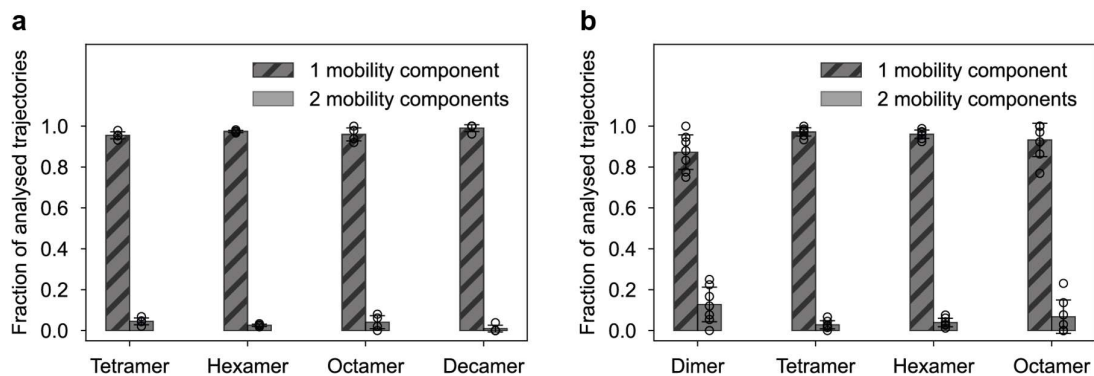 a
Fraction of analysed trajectories
1 mobility component
2 mobility components
1.0
0.8
0.6
0.4
0.2
0.0
Tetramer Hexamer Octamer Decamer
b
Fraction of analysed trajectories
1 mobility component
2 mobility components
1.0
0.8
0.6
0.4
0.2
0.0
Dimer Tetramer Hexamer Octamer